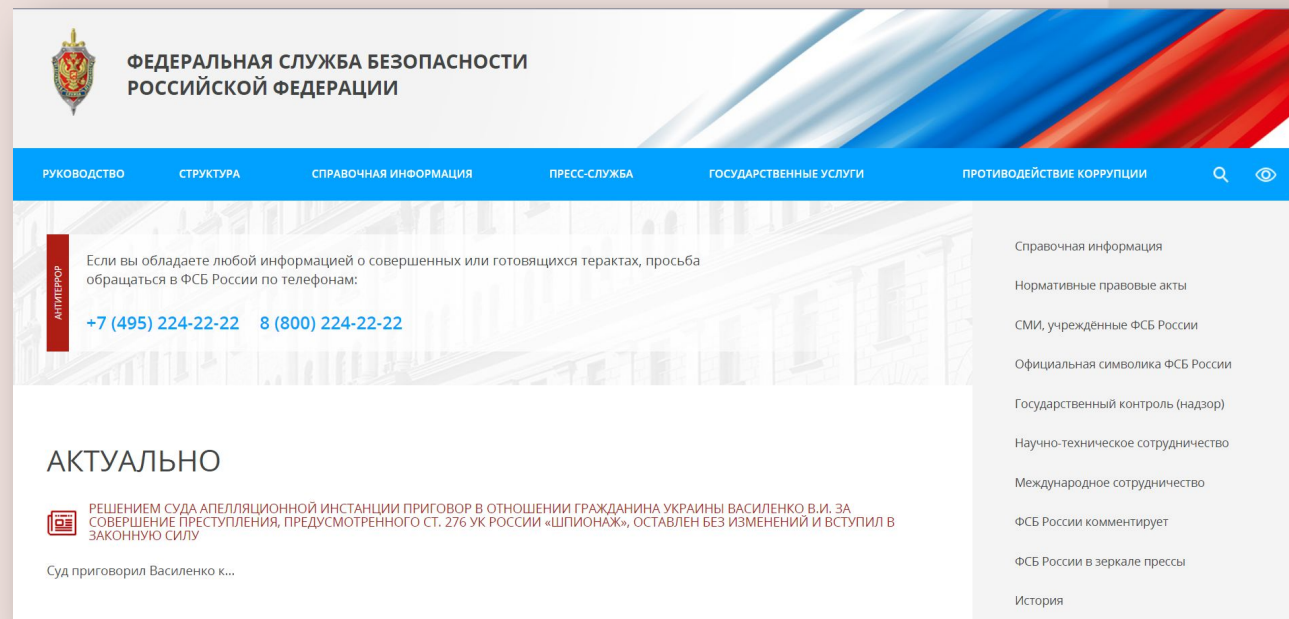 ФЕДЕРАЛЬНАЯ СЛУЖБА БЕЗОПАСНОСТИ
РОССИЙСКОЙ ФЕДЕРАЦИИ
РУКОВОДСТВО
СТРУКТУРА
СПРАВОЧНАЯ ИНФОРМАЦИЯ
ПРЕСС-СЛУЖБА
ГОСУДАРСТВЕННЫЕ УСЛУГИ
ПРОТИВОДЕЙСТВИЕ КОРРУПЦИИ
АНТИТЕРРОР
Если вы обладаете любой информацией о совершенных или готовящихся терактах, просьба
обращаться в ФСБ России по телефонам:
+7 (495) 224-22-22 8 (800) 224-22-22
АКТУАЛЬНО
РЕШЕНИЕМ СУДА АПЕЛЛЯЦИОННОЙ ИНСТАНЦИИ ПРИГОВОР В ОТНОШЕНИИ ГРАЖДАНИНА УКРАИНЫ ВАСИЛЕНКО В.И. ЗА
СОВЕРШЕНИЕ ПРЕСТУПЛЕНИЯ, ПРЕДУСМОТРЕННОГО СТ. 276 УК РОССИИ «ШПИОНАЖ», ОСТАВЛЕН БЕЗ ИЗМЕНЕНИЙ И ВСТУПИЛ В
ЗАКОННУЮ СИЛУ
Суд приговорил Василенко к...
Справочная информация
Нормативные правовые акты
СМИ, учреждённые ФСБ России
Официальная символика ФСБ России
Государственный контроль (надзор)
Научно-техническое сотрудничество
Международное сотрудничество
ФСБ России комментирует
ФСБ России в зеркале прессы
История